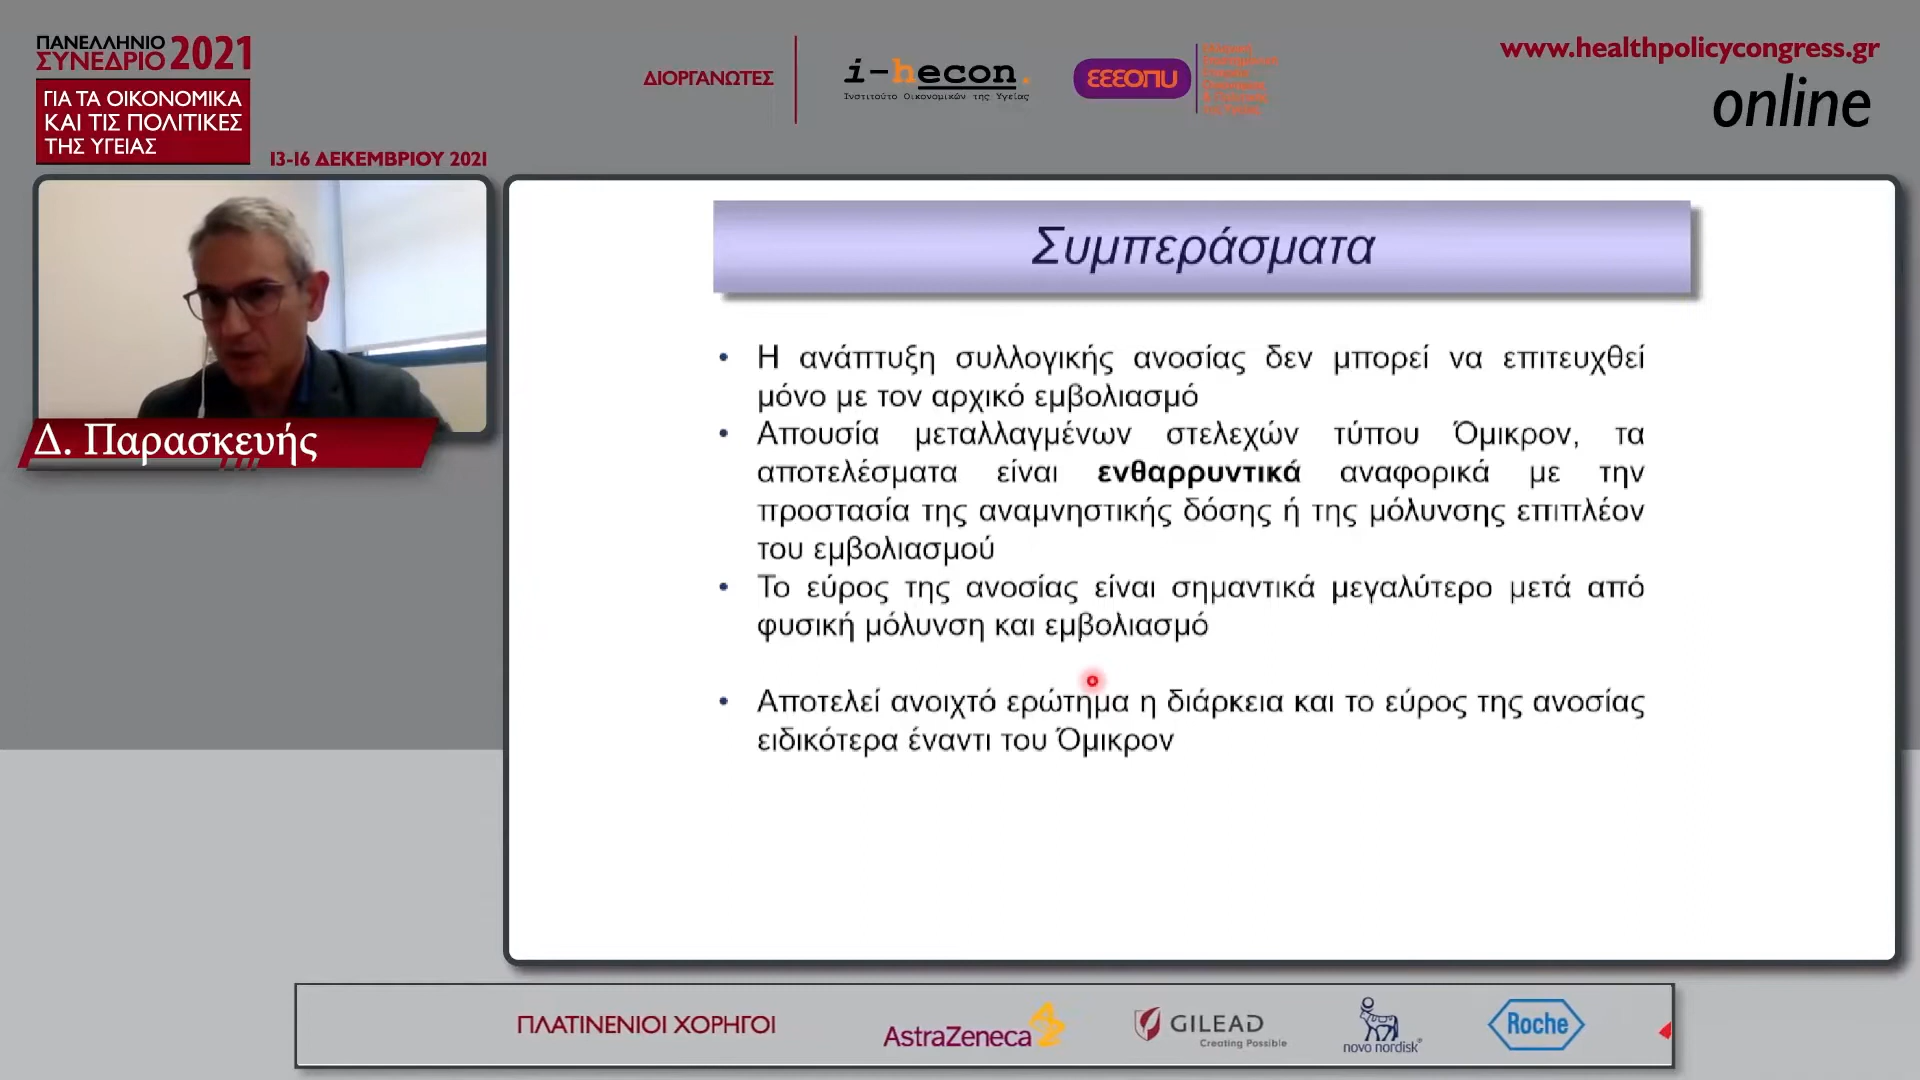 ΠΑΝΕΛΛΗΝΙΟ
ΣΥΝΕΔΡΙΟ 2021
ΓΙΑ ΤΑ ΟΙΚΟΝΟΜΙΚΑ
ΚΑΙ ΤΙΣ ΠΟΛΙΤΙΚΕΣ
ΤΗΣ ΥΓΕΙΑΣ
13-16 ΔΕΚΕΜΒΡΙΟΥ 2021
ΔΙΟΡΓΑΝΩΤΕΣ
i-hecon.
Ινστιτούτο Οικονομικών της Υγείας
ΕΕΕΟΠΥ
www.healthpolicycongress.gr
online
Δ. Παρασκευής
Συμπεράσματα
• Η ανάπτυξη συλλογικής ανοσίας δεν μπορεί να επιτευχθεί
μόνο με τον αρχικό εμβολιασμό
• Απουσία μεταλλαγμένων στελεχών τύπου Όμικρον, τα
αποτελέσματα είναι ενθαρρυντικά αναφορικά με την
προστασία της αναμνηστικής δόσης ή της μόλυνσης επιπλέον
του εμβολιασμού
• Το εύρος της ανοσίας είναι σημαντικά μεγαλύτερο μετά από
φυσική μόλυνση και εμβολιασμό
• Αποτελεί ανοιχτό ερώτημα η διάρκεια και το εύρος της ανοσίας
ειδικότερα έναντι του Όμικρον
ΠΛΑΤΙΝΕΝΙΟΙ ΧΟΡΗΓΟΙ
AstraZeneca
GILEAD
Creating Possible
novo nordisk®
Roche